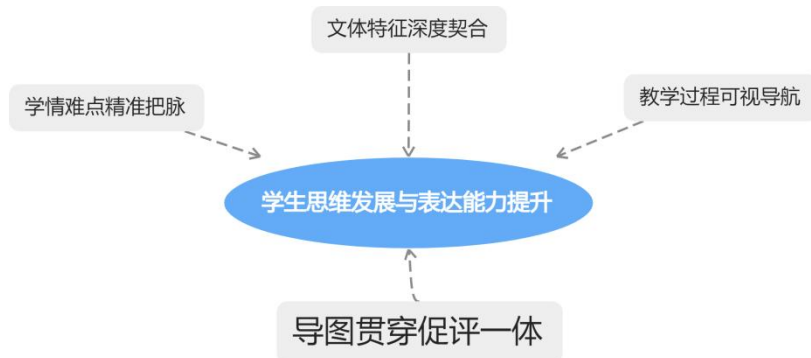 文体特征深度契合
学情难点精准把脉
教学过程可视导航
学生思维发展与表达能力提升
导图贯穿促评一体